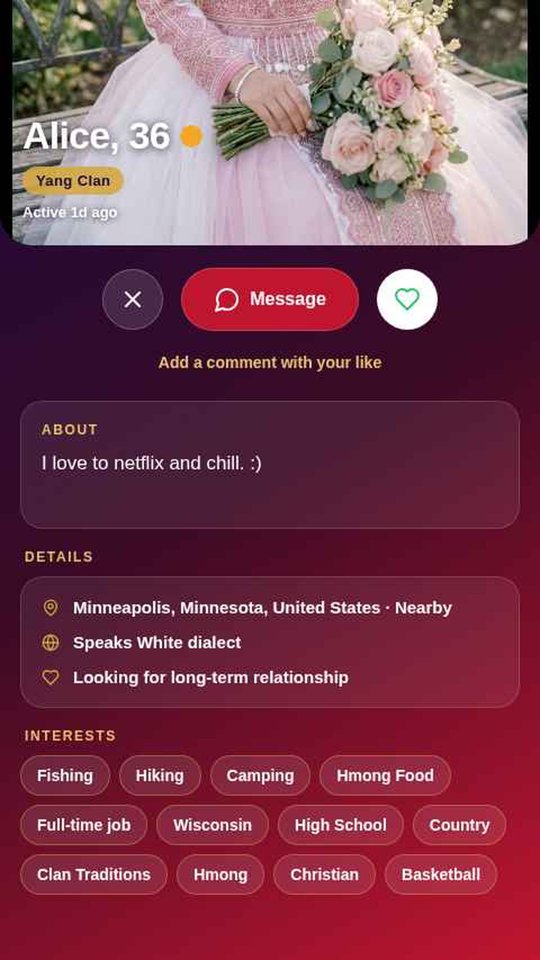 Alice, 36
Yang Clan
Active 1d ago
Message
Add a comment with your like
ABOUT
I love to netflix and chill. :)
DETAILS
Minneapolis, Minnesota, United States · Nearby
Speaks White dialect
Looking for long-term relationship
INTERESTS
Fishing Hiking Camping Hmong Food
Full-time job Wisconsin High School Country
Clan Traditions Hmong Christian Basketball